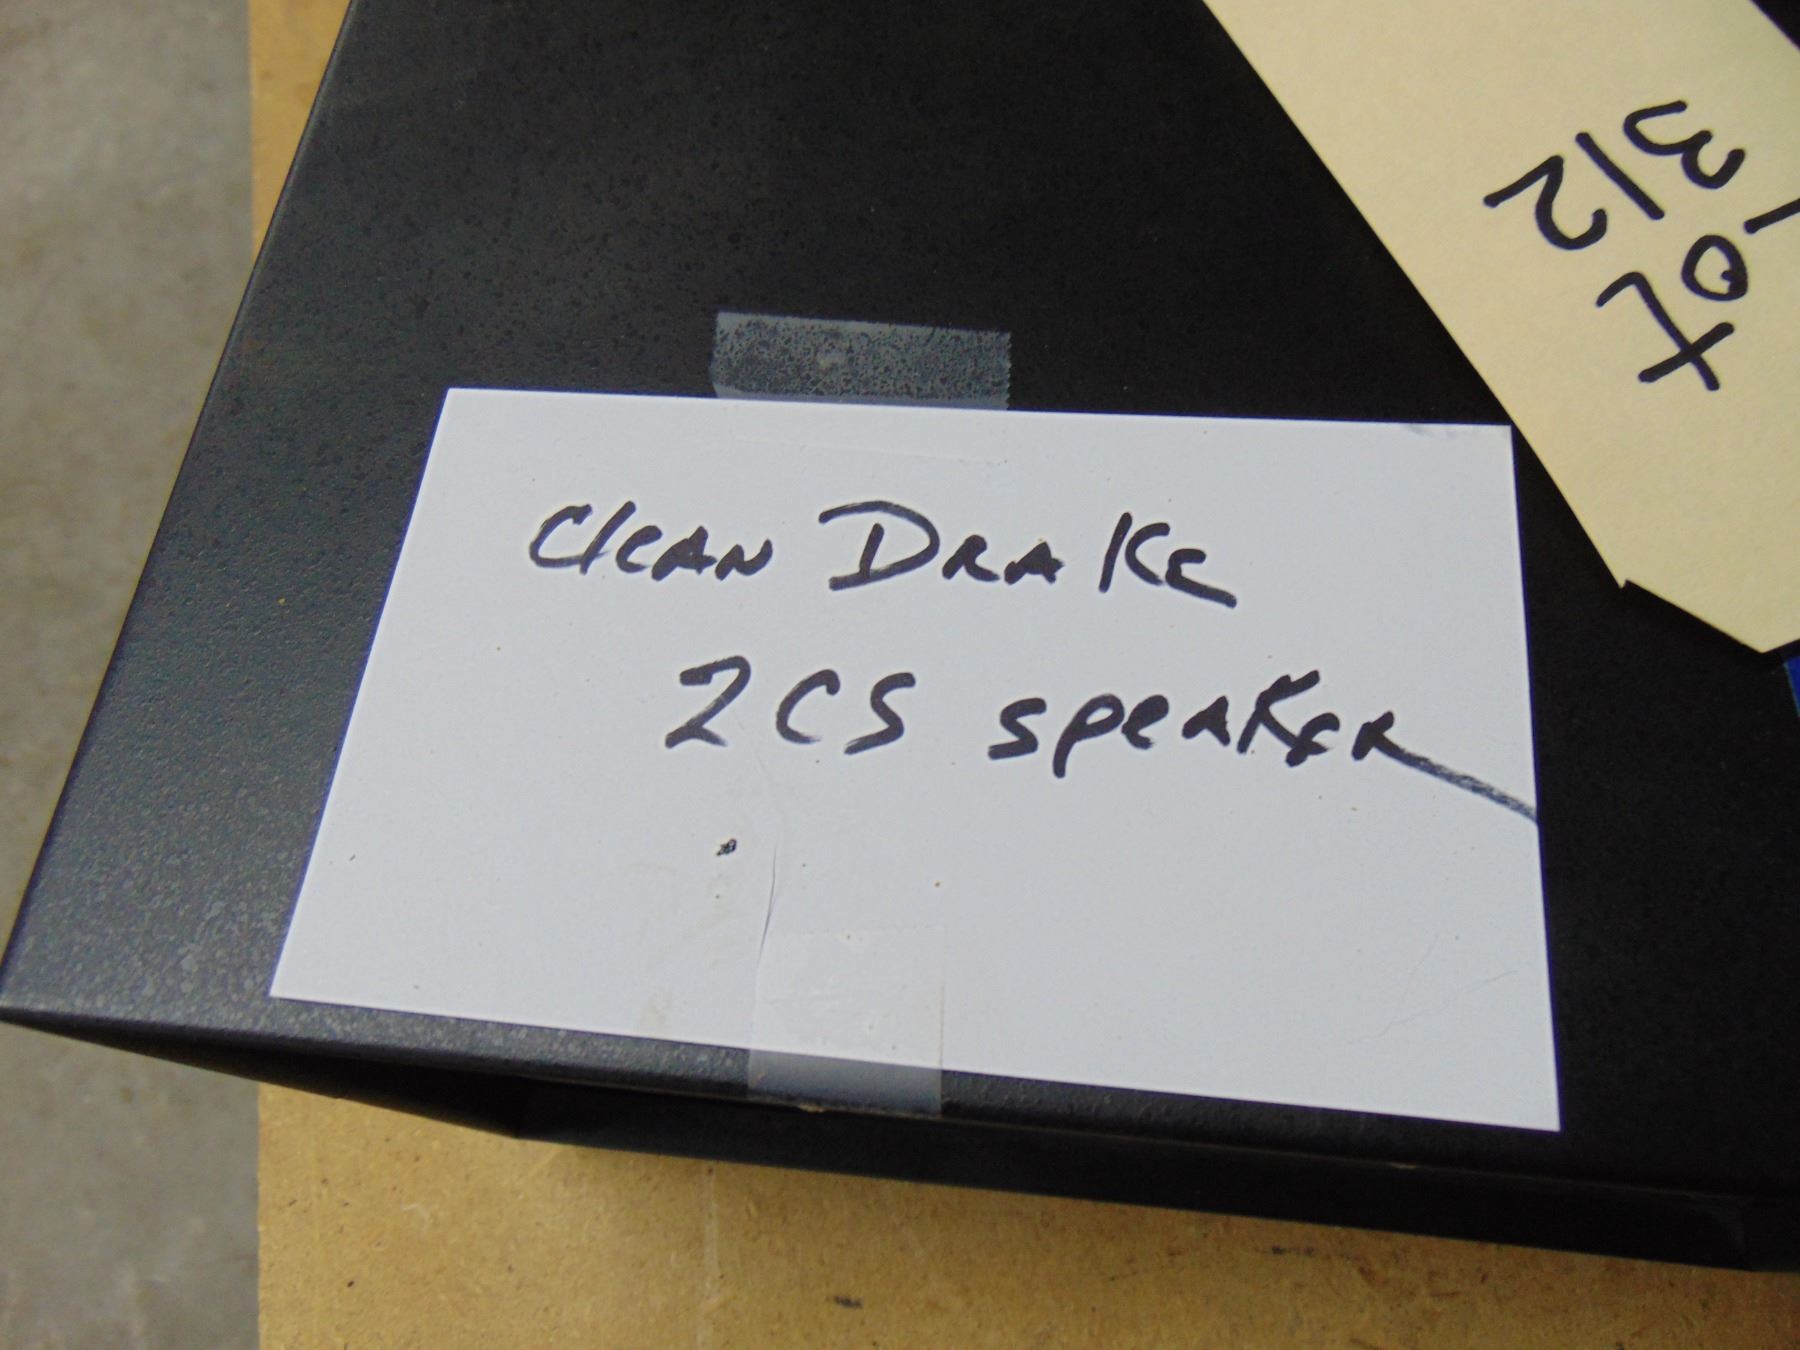 Clean Drake
2CS speaker
Lot
312